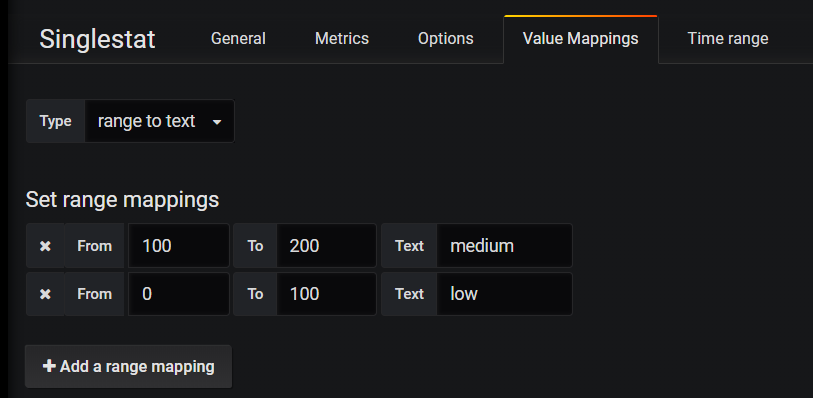 Singlestat General Metrics Options Value Mappings Time range
Type range to text
Set range mappings
✖ From 100 To 200 Text medium
✖ From 0 To 100 Text low
+ Add a range mapping